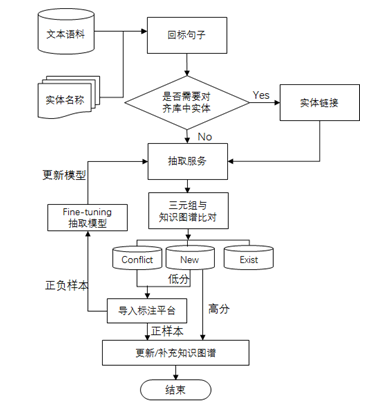 文本语料
回标句子
实体名称
是否需要对
齐库中实体
Yes
实体链接
No
抽取服务
更新模型
Fine-tuning
抽取模型
三元组与
知识图谱比对
Conflict
New
Exist
低分
正负样本
导入标注平台
高分
正样本
更新/补充知识图谱
结束